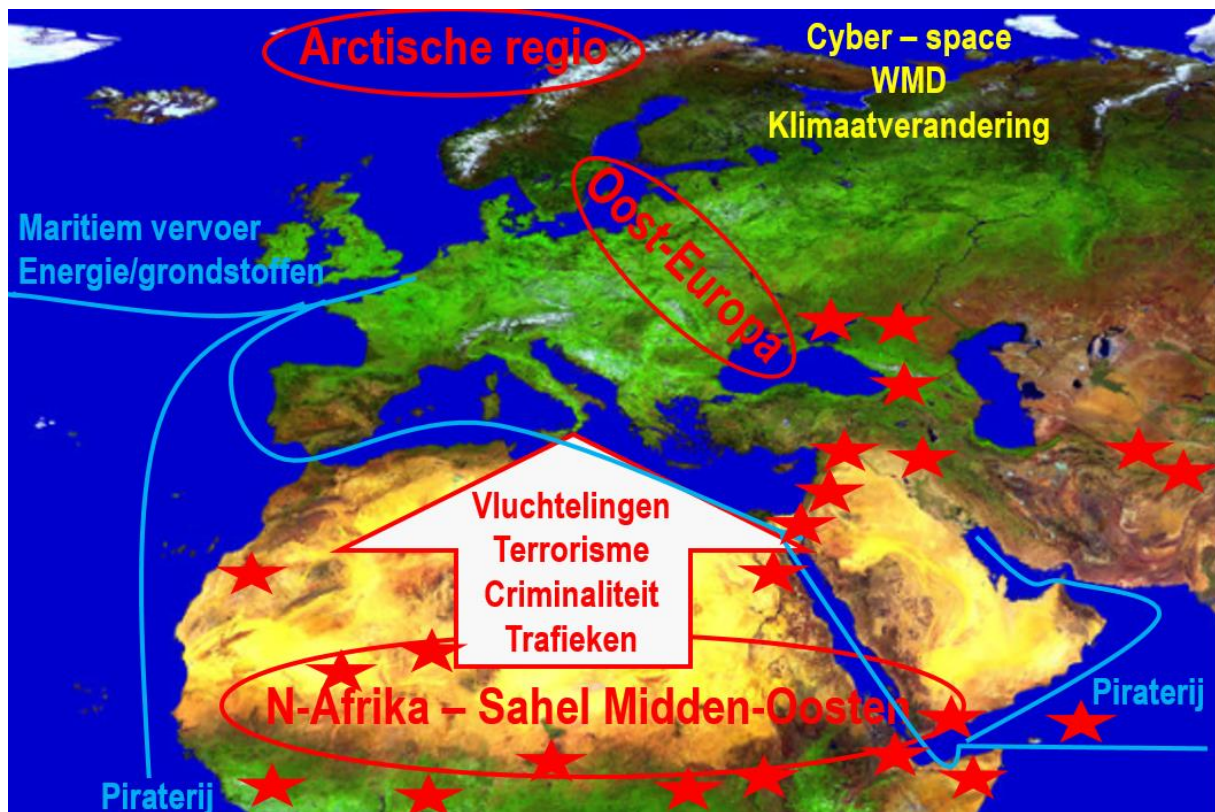 Arctische regio
Cyber – space
WMD
Klimaatverandering
Oost-Europa
Maritiem vervoer
Energie/grondstoffen
Vluchtelingen
Terrorisme
Criminaliteit
Trafieken
N-Afrika – Sahel Midden-Oosten
Piraterij
Piraterij